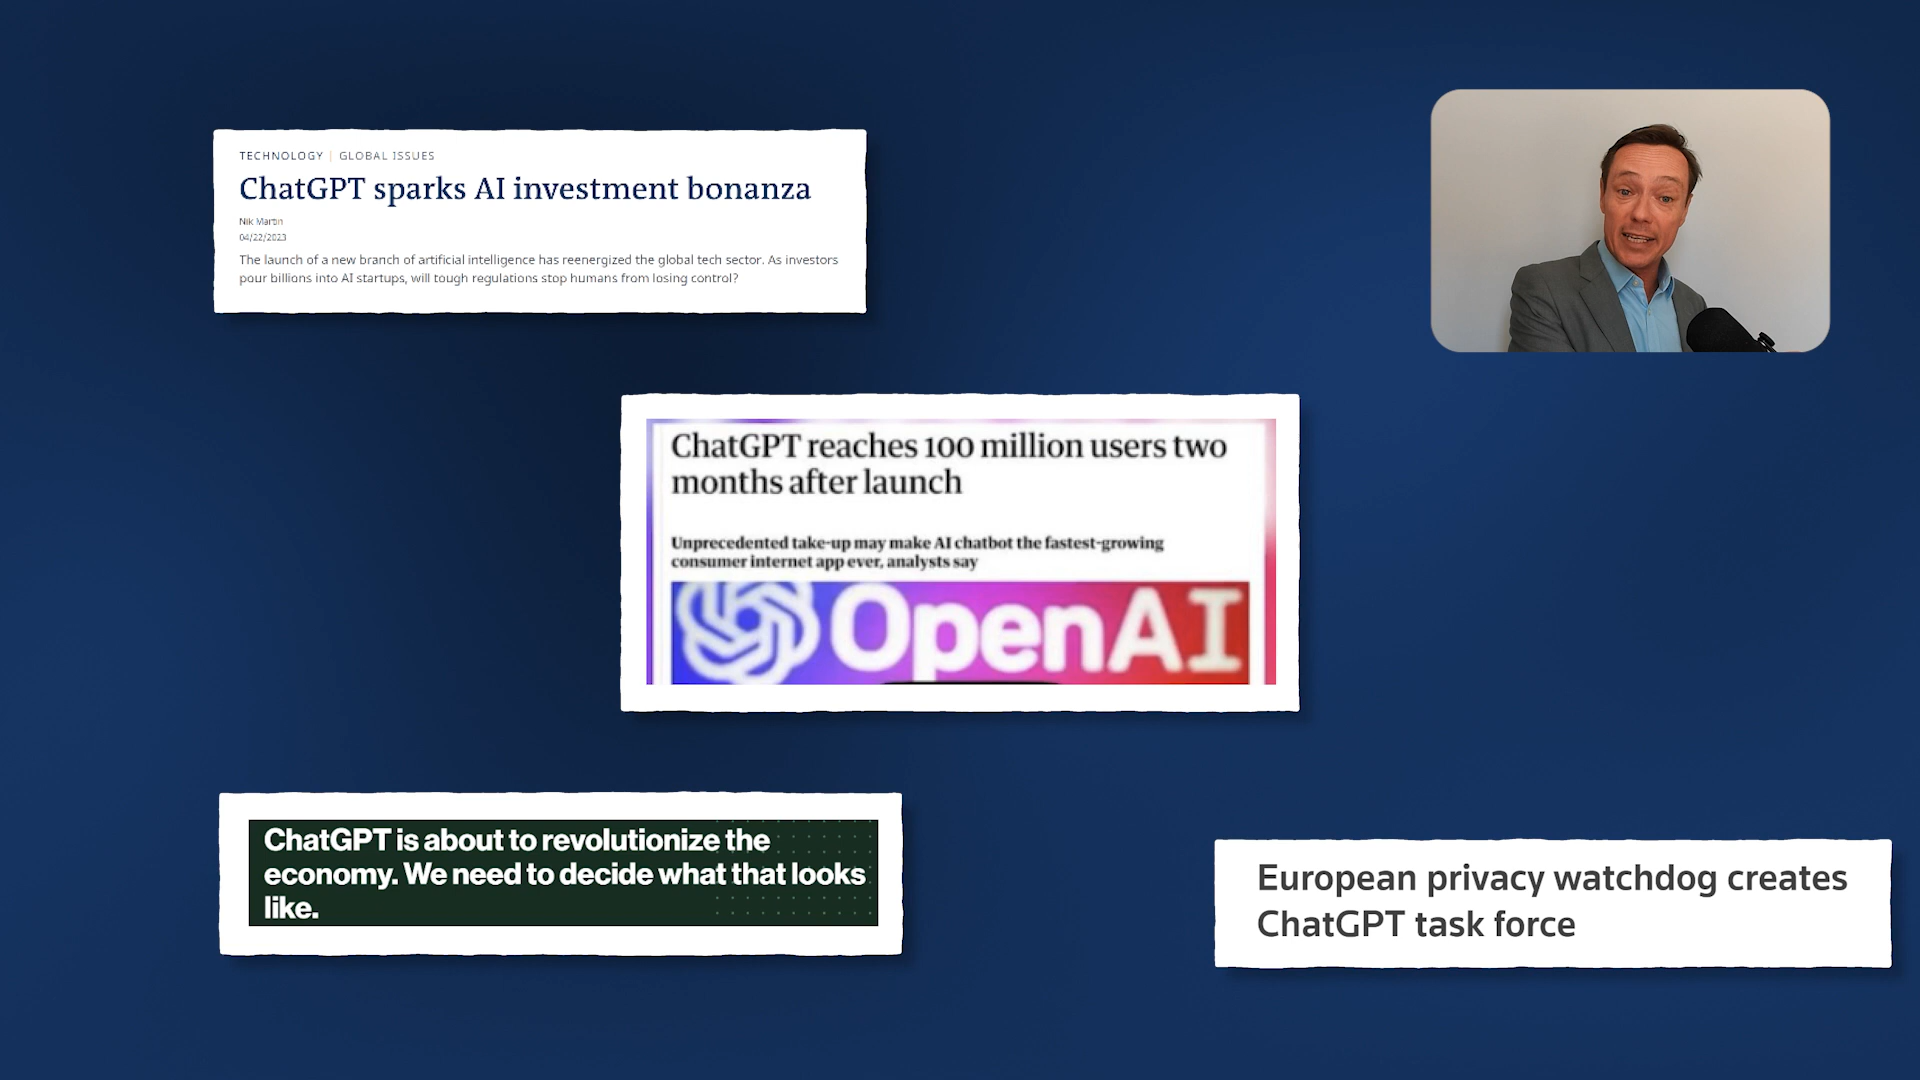 TECHNOLOGY | GLOBAL ISSUES
ChatGPT sparks AI investment bonanza
Nik Martin
04/22/2023
The launch of a new branch of artificial intelligence has reenergized the global tech sector. As investors
pour billions into AI startups, will tough regulations stop humans from losing control?
ChatGPT reaches 100 million users two
months after launch
Unprecedented take-up may make AI chatbot the fastest-growing
consumer internet app ever, analysts say
OpenAI
ChatGPT is about to revolutionize the
economy. We need to decide what that looks
like.
European privacy watchdog creates
ChatGPT task force